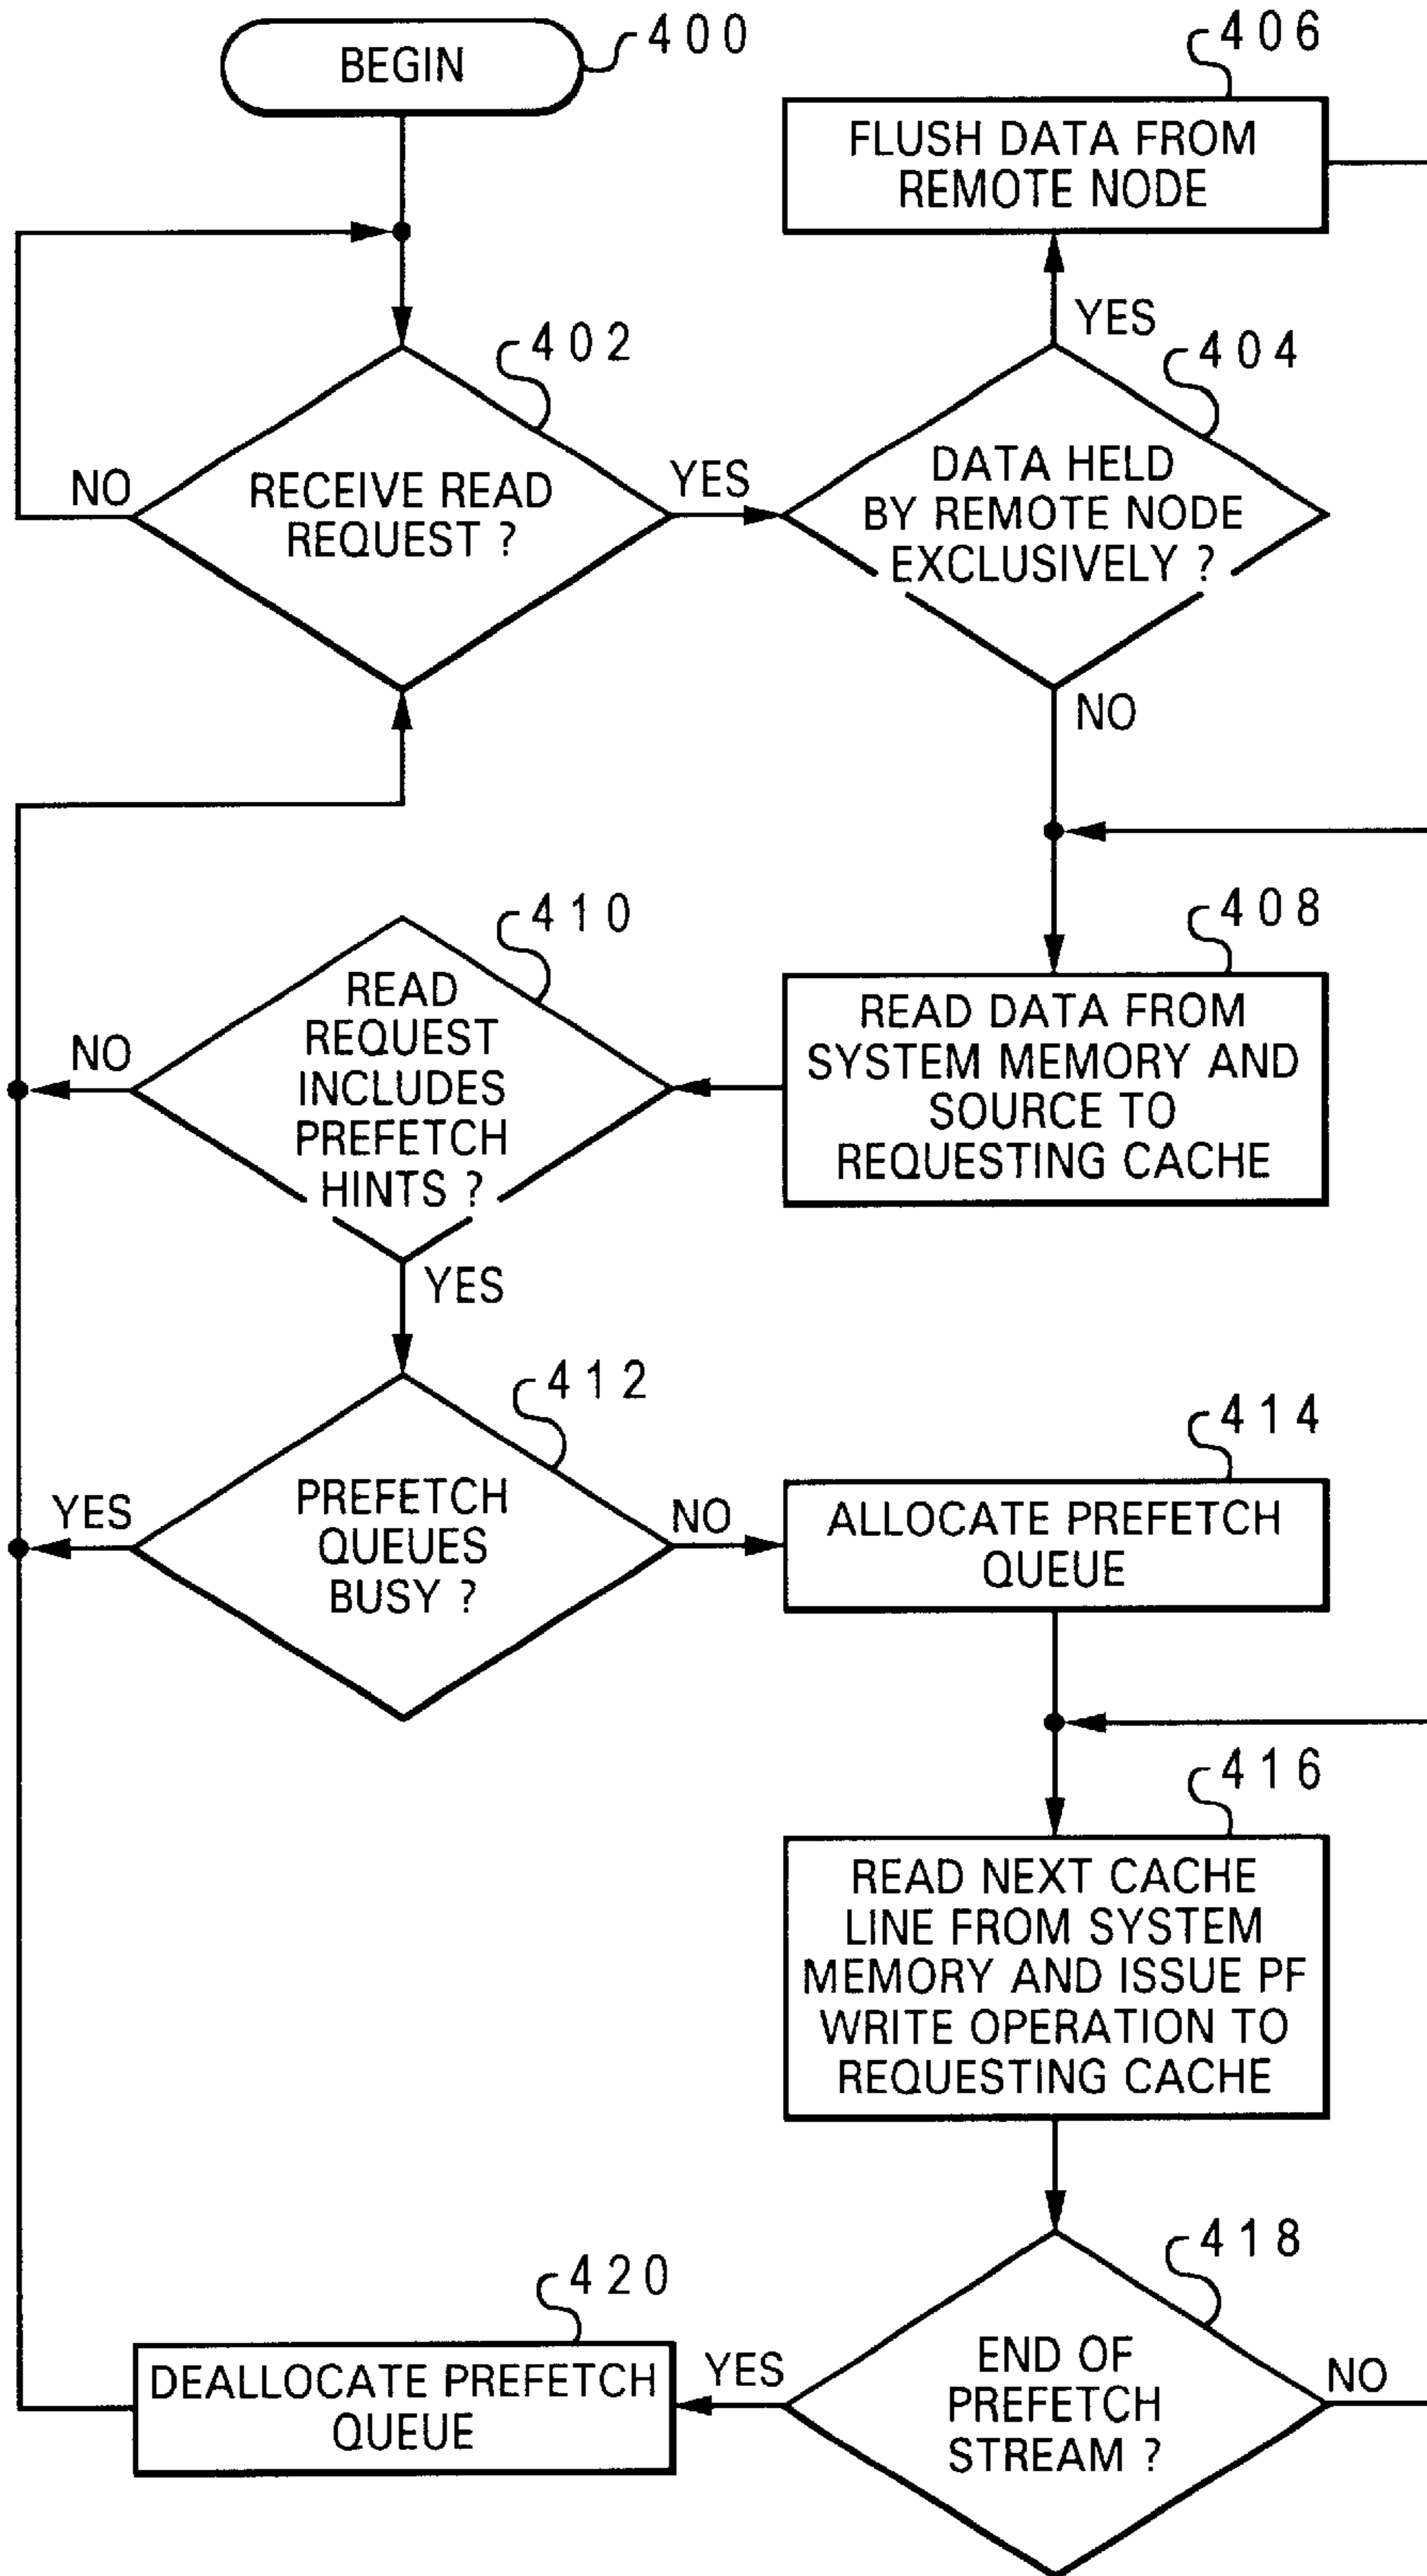 BEGIN
400
406
FLUSH DATA FROM
REMOTE NODE
YES
402
404
RECEIVE READ
REQUEST ?
NO
YES
DATA HELD
BY REMOTE NODE
EXCLUSIVELY ?
NO
410
408
READ
REQUEST
INCLUDES
PREFETCH
HINTS ?
NO
READ DATA FROM
SYSTEM MEMORY AND
SOURCE TO
REQUESTING CACHE
YES
412
414
PREFETCH
QUEUES
BUSY ?
YES
NO
ALLOCATE PREFETCH
QUEUE
416
READ NEXT CACHE
LINE FROM SYSTEM
MEMORY AND ISSUE PF
WRITE OPERATION TO
REQUESTING CACHE
418
420
DEALLOCATE PREFETCH
QUEUE
YES
END OF
PREFETCH
STREAM ?
NO